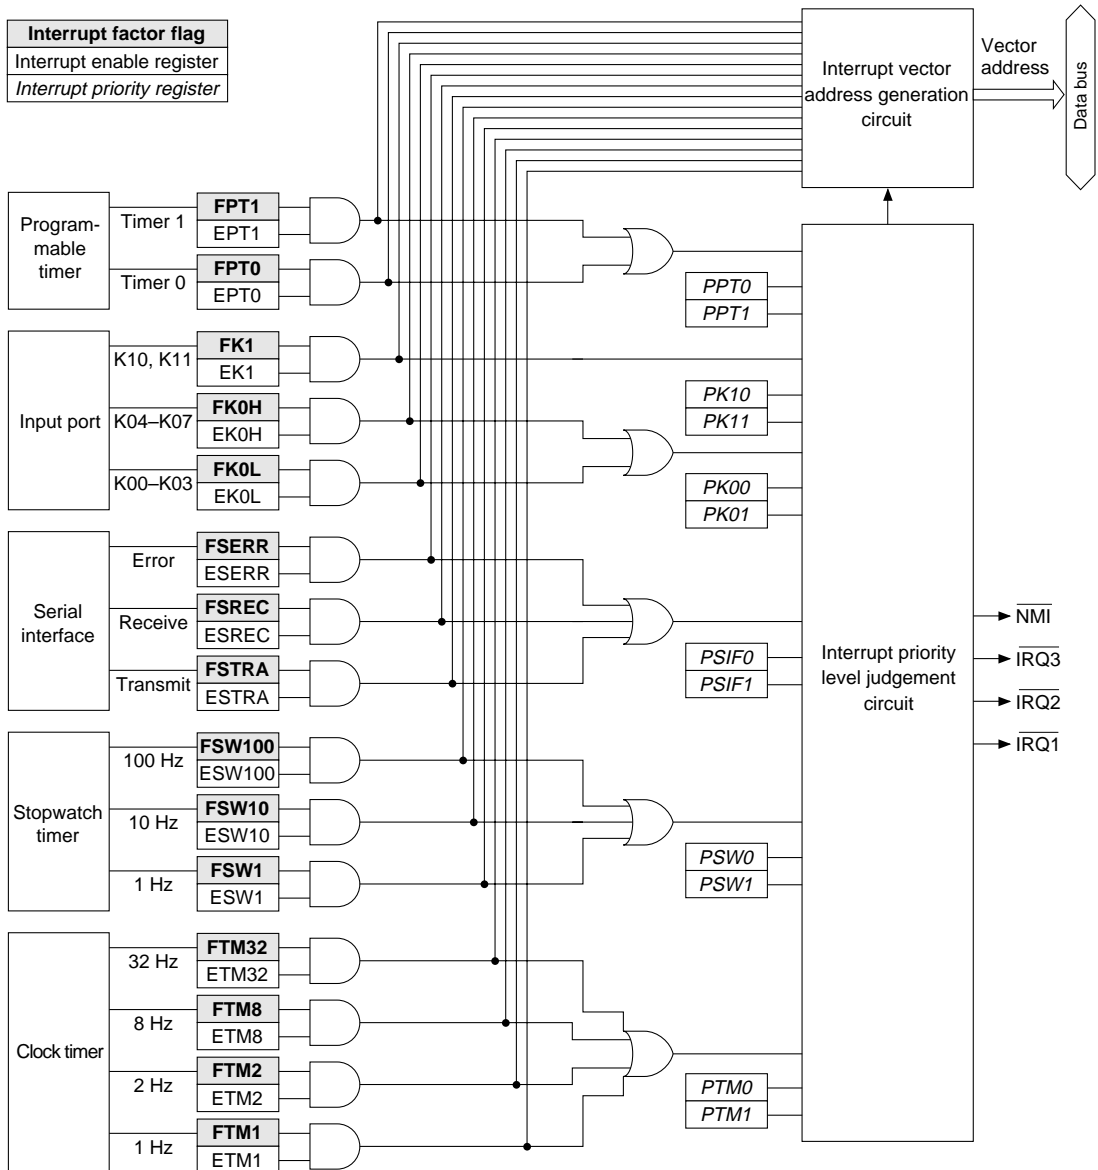 Interrupt factor flag
Interrupt enable register
Interrupt priority register
Interrupt vector
address generation
circuit
Vector
address
Data bus
Program-
mable
timer
Timer 1
FPT1
EPT1
Timer 0
FPT0
EPT0
PPT0
PPT1
Input port
K10, K11
FK1
EK1
K04–K07
FK0H
EK0H
K00–K03
FK0L
EK0L
PK10
PK11
PK00
PK01
Serial
interface
Error
FSERR
ESERR
Receive
FSREC
ESREC
Transmit
FSTRA
ESTRA
PSIF0
PSIF1
Interrupt priority
level judgement
circuit
NMI
IRQ3
IRQ2
IRQ1
Stopwatch
timer
100 Hz
FSW100
ESW100
10 Hz
FSW10
ESW10
1 Hz
FSW1
ESW1
PSW0
PSW1
Clock timer
32 Hz
FTM32
ETM32
8 Hz
FTM8
ETM8
2 Hz
FTM2
ETM2
1 Hz
FTM1
ETM1
PTM0
PTM1